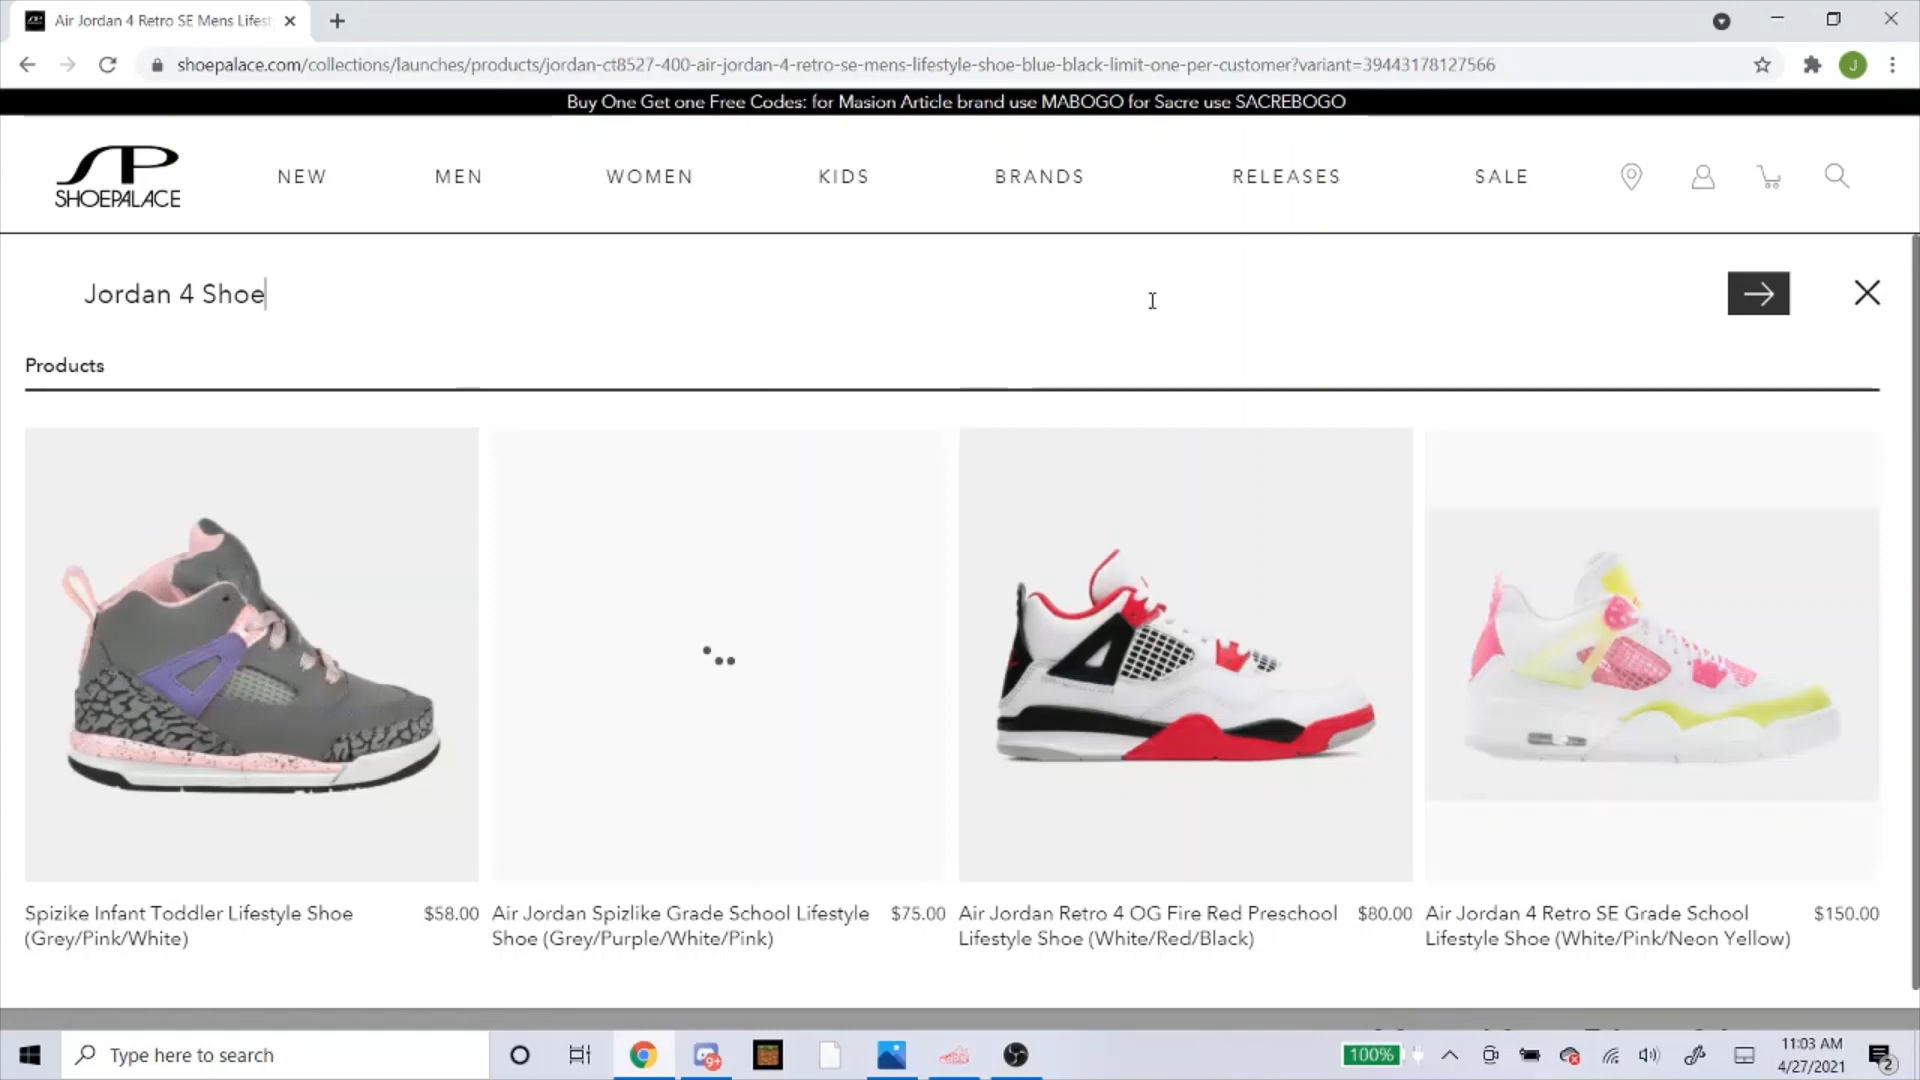 Air Jordan 4 Retro SE Mens Lifest
shoepalace.com/collections/launches/products/jordan-ct8527-400-air-jordan-4-retro-se-mens-lifestyle-shoe-blue-black-limit-one-per-customer?variant=39443178127566
J
Buy One Get one Free Codes: for Masion Article brand use MABOGO for Sacre use SACREBOGO
SP
SHOEPALACE
NEW MEN WOMEN KIDS BRANDS RELEASES SALE
Jordan 4 Shoe
Products
Spizike Infant Toddler Lifestyle Shoe $58.00
(Grey/Pink/White)
Air Jordan Spizlike Grade School Lifestyle $75.00
Shoe (Grey/Purple/White/Pink)
Air Jordan Retro 4 OG Fire Red Preschool $80.00
Lifestyle Shoe (White/Red/Black)
Air Jordan 4 Retro SE Grade School $150.00
Lifestyle Shoe (White/Pink/Neon Yellow)
Type here to search
9+
100%
11:03 AM
4/27/2021
2